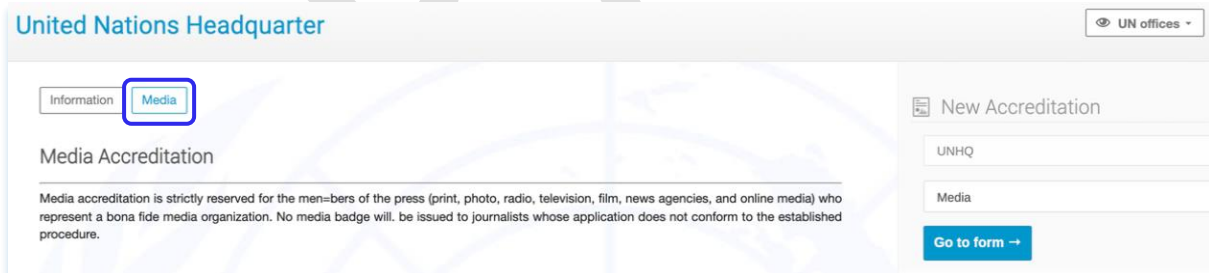 United Nations Headquarter
UN offices
Information
Media
Media Accreditation
Media accreditation is strictly reserved for the men=bers of the press (print, photo, radio, television, film, news agencies, and online media) who
represent a bona fide media organization. No media badge will. be issued to journalists whose application does not conform to the established
procedure.
New Accreditation
UNHQ
Media
Go to form →